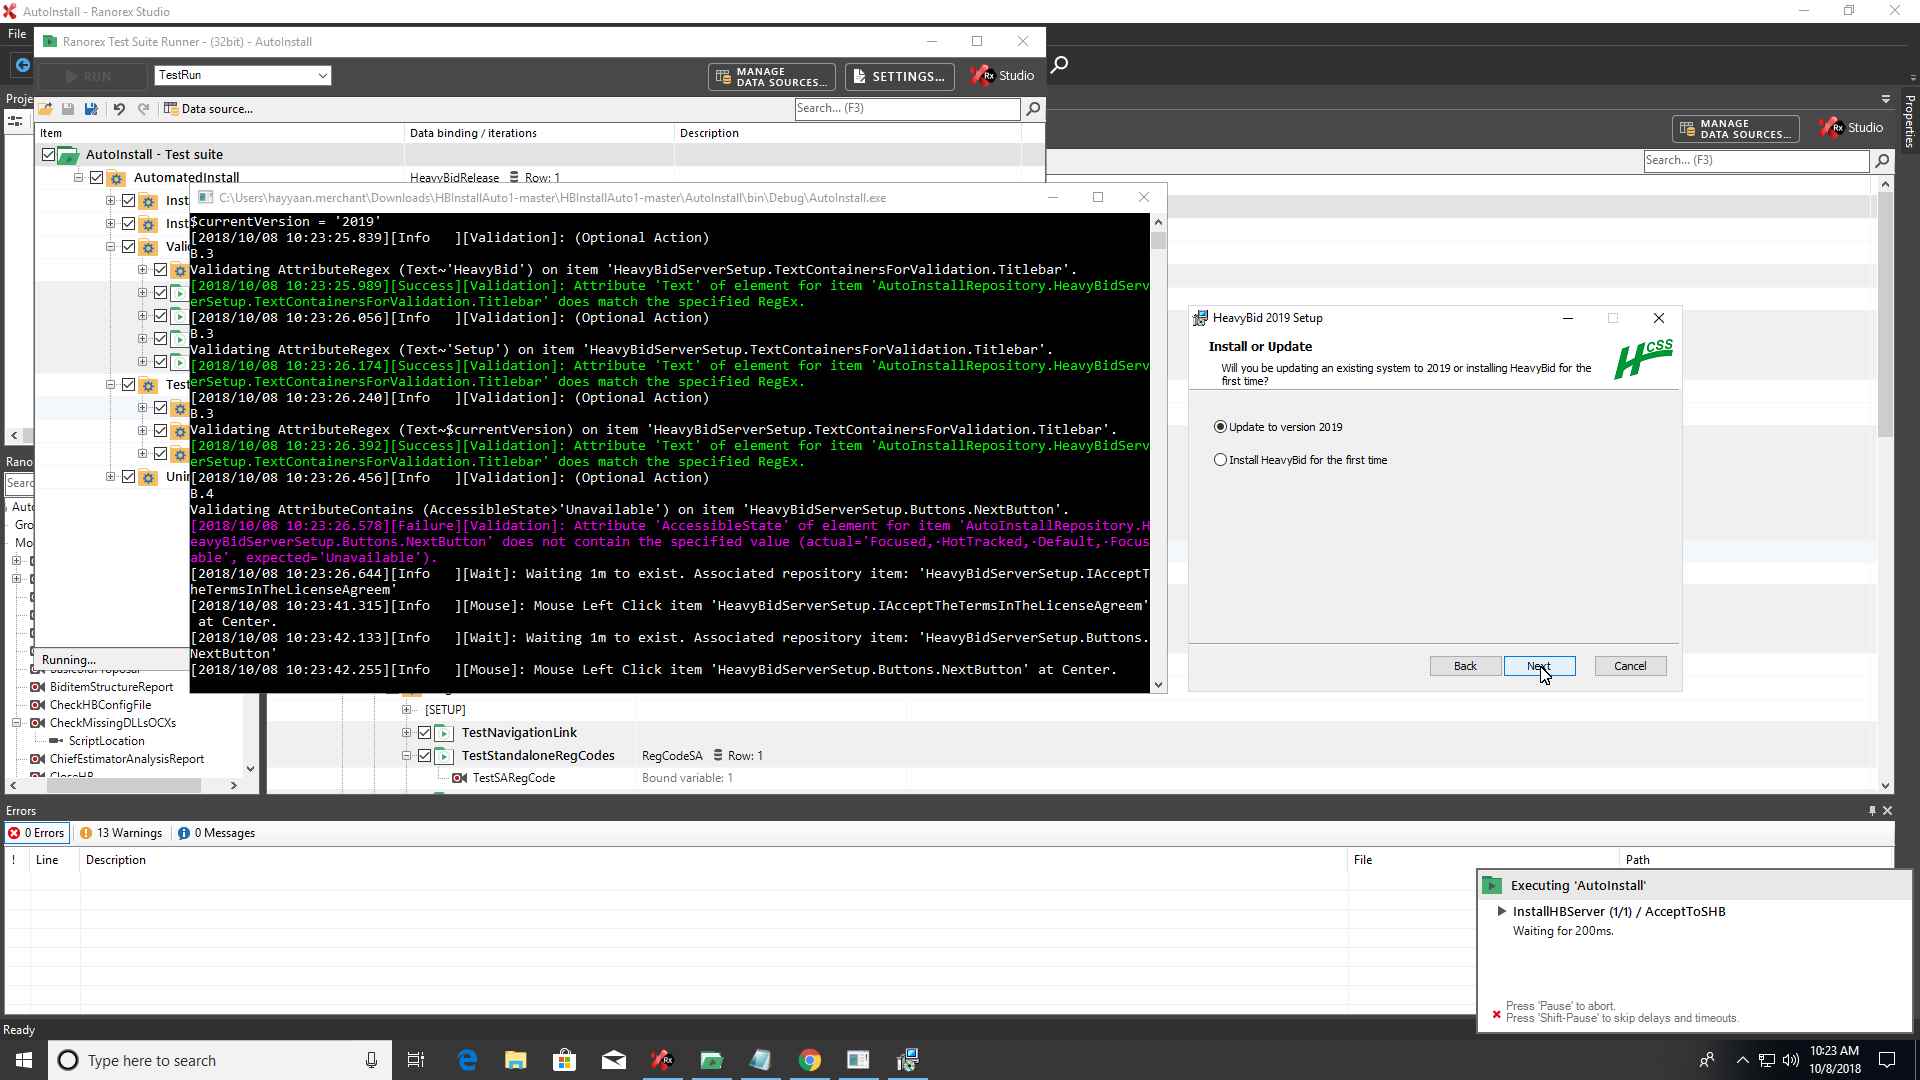 AutoInstall - Ranorex Studio
File
Ranorex Test Suite Runner - (32bit) - AutoInstall
RUN
TestRun
MANAGE
DATA SOURCES...
SETTINGS...
Rx Studio
Proje
Data source...
Search... (F3)
Properties
MANAGE
DATA SOURCES...
Rx Studio
Search... (F3)
Item
Data binding / iterations
Description
AutoInstall - Test suite
AutomatedInstall
HeavyBidRelease
Row: 1
Inst
Inst
Valid
Test
Unin
C:\Users\hayyaan.merchant\Downloads\HBInstallAuto1-master\HBInstallAuto1-master\AutoInstall\bin\Debug\AutoInstall.exe
$currentVersion = '2019'
[2018/10/08 10:23:25.839][Info   ][Validation]: (Optional Action)
B.3
Validating AttributeRegex (Text~'HeavyBid') on item 'HeavyBidServerSetup.TextContainersForValidation.Titlebar'.
[2018/10/08 10:23:25.989][Success][Validation]: Attribute 'Text' of element for item 'AutoInstallRepository.HeavyBidServ
erSetup.TextContainersForValidation.Titlebar' does match the specified RegEx.
[2018/10/08 10:23:26.056][Info   ][Validation]: (Optional Action)
B.3
Validating AttributeRegex (Text~'Setup') on item 'HeavyBidServerSetup.TextContainersForValidation.Titlebar'.
[2018/10/08 10:23:26.174][Success][Validation]: Attribute 'Text' of element for item 'AutoInstallRepository.HeavyBidServ
erSetup.TextContainersForValidation.Titlebar' does match the specified RegEx.
[2018/10/08 10:23:26.240][Info   ][Validation]: (Optional Action)
B.3
Validating AttributeRegex (Text~$currentVersion) on item 'HeavyBidServerSetup.TextContainersForValidation.Titlebar'.
[2018/10/08 10:23:26.392][Success][Validation]: Attribute 'Text' of element for item 'AutoInstallRepository.HeavyBidServ
erSetup.TextContainersForValidation.Titlebar' does match the specified RegEx.
[2018/10/08 10:23:26.456][Info   ][Validation]: (Optional Action)
B.4
Validating AttributeContains (AccessibleState>'Unavailable') on item 'HeavyBidServerSetup.Buttons.NextButton'.
[2018/10/08 10:23:26.578][Failure][Validation]: Attribute 'AccessibleState' of element for item 'AutoInstallRepository.H
eavyBidServerSetup.Buttons.NextButton' does not contain the specified value (actual='Focused,·HotTracked,·Default,·Focus
able', expected='Unavailable').
[2018/10/08 10:23:26.644][Info   ][Wait]: Waiting 1m to exist. Associated repository item: 'HeavyBidServerSetup.IAcceptT
heTermsInTheLicenseAgreem'
[2018/10/08 10:23:41.315][Info   ][Mouse]: Mouse Left Click item 'HeavyBidServerSetup.IAcceptTheTermsInTheLicenseAgreem'
 at Center.
[2018/10/08 10:23:42.133][Info   ][Wait]: Waiting 1m to exist. Associated repository item: 'HeavyBidServerSetup.Buttons.
NextButton'
[2018/10/08 10:23:42.255][Info   ][Mouse]: Mouse Left Click item 'HeavyBidServerSetup.Buttons.NextButton' at Center.
HeavyBid 2019 Setup
Install or Update
Will you be updating an existing system to 2019 or installing HeavyBid for the
first time?
HCSS
Update to version 2019
Install HeavyBid for the first time
Back
Next
Cancel
Rano
Searc
Auto
Gro
Mo
Running...
BiditemStructureReport
CheckHBConfigFile
CheckMissingDLLsOCXs
ScriptLocation
ChiefEstimatorAnalysisReport
CloseHB
[SETUP]
TestNavigationLink
TestStandaloneRegCodes
RegCodeSA
Row: 1
TestSARegCode
Bound variable: 1
Errors
0 Errors
13 Warnings
0 Messages
!
Line
Description
File
Path
Executing 'AutoInstall'
InstallHBServer (1/1) / AcceptToSHB
Waiting for 200ms.
Press 'Pause' to abort.
Press 'Shift-Pause' to skip delays and timeouts.
Ready
Type here to search
10:23 AM
10/8/2018